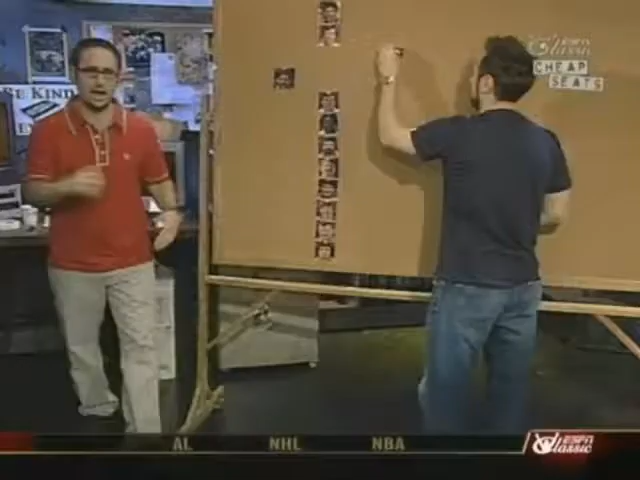 ESPN
Classic
CHEAP
SEATS
BE KIND
AL NHL NBA
ESPN
Classic